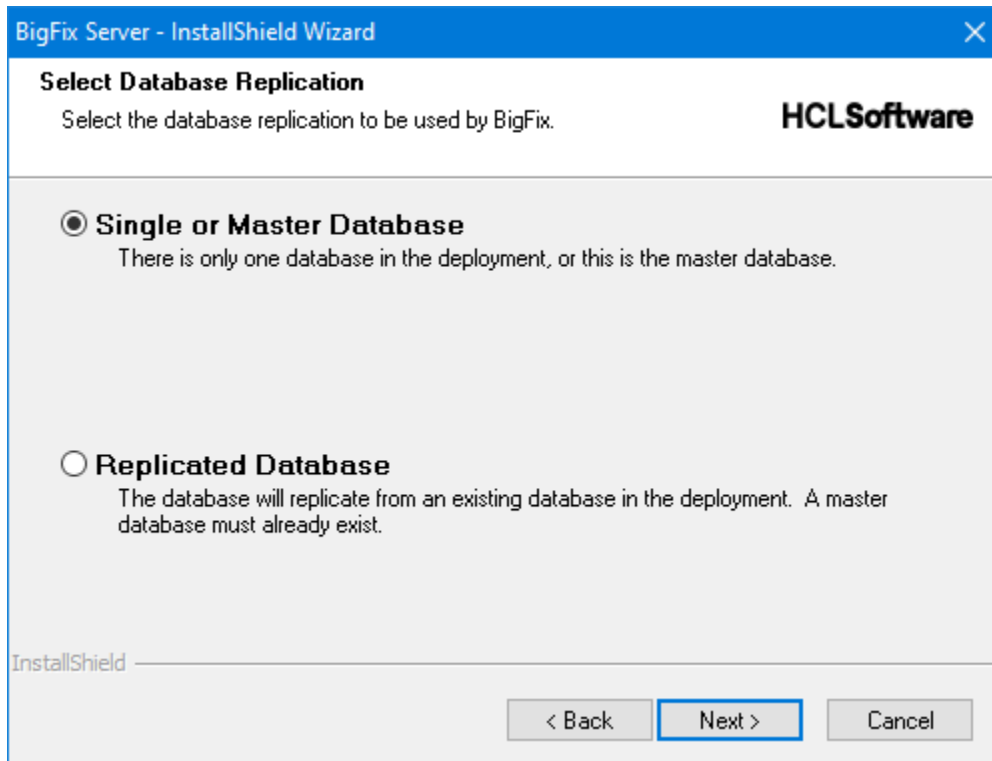 BigFix Server - InstallShield Wizard
Select Database Replication
Select the database replication to be used by BigFix.
HCLSoftware
Single or Master Database
There is only one database in the deployment, or this is the master database.
Replicated Database
The database will replicate from an existing database in the deployment.  A master
database must already exist.
InstallShield
< Back
Next >
Cancel